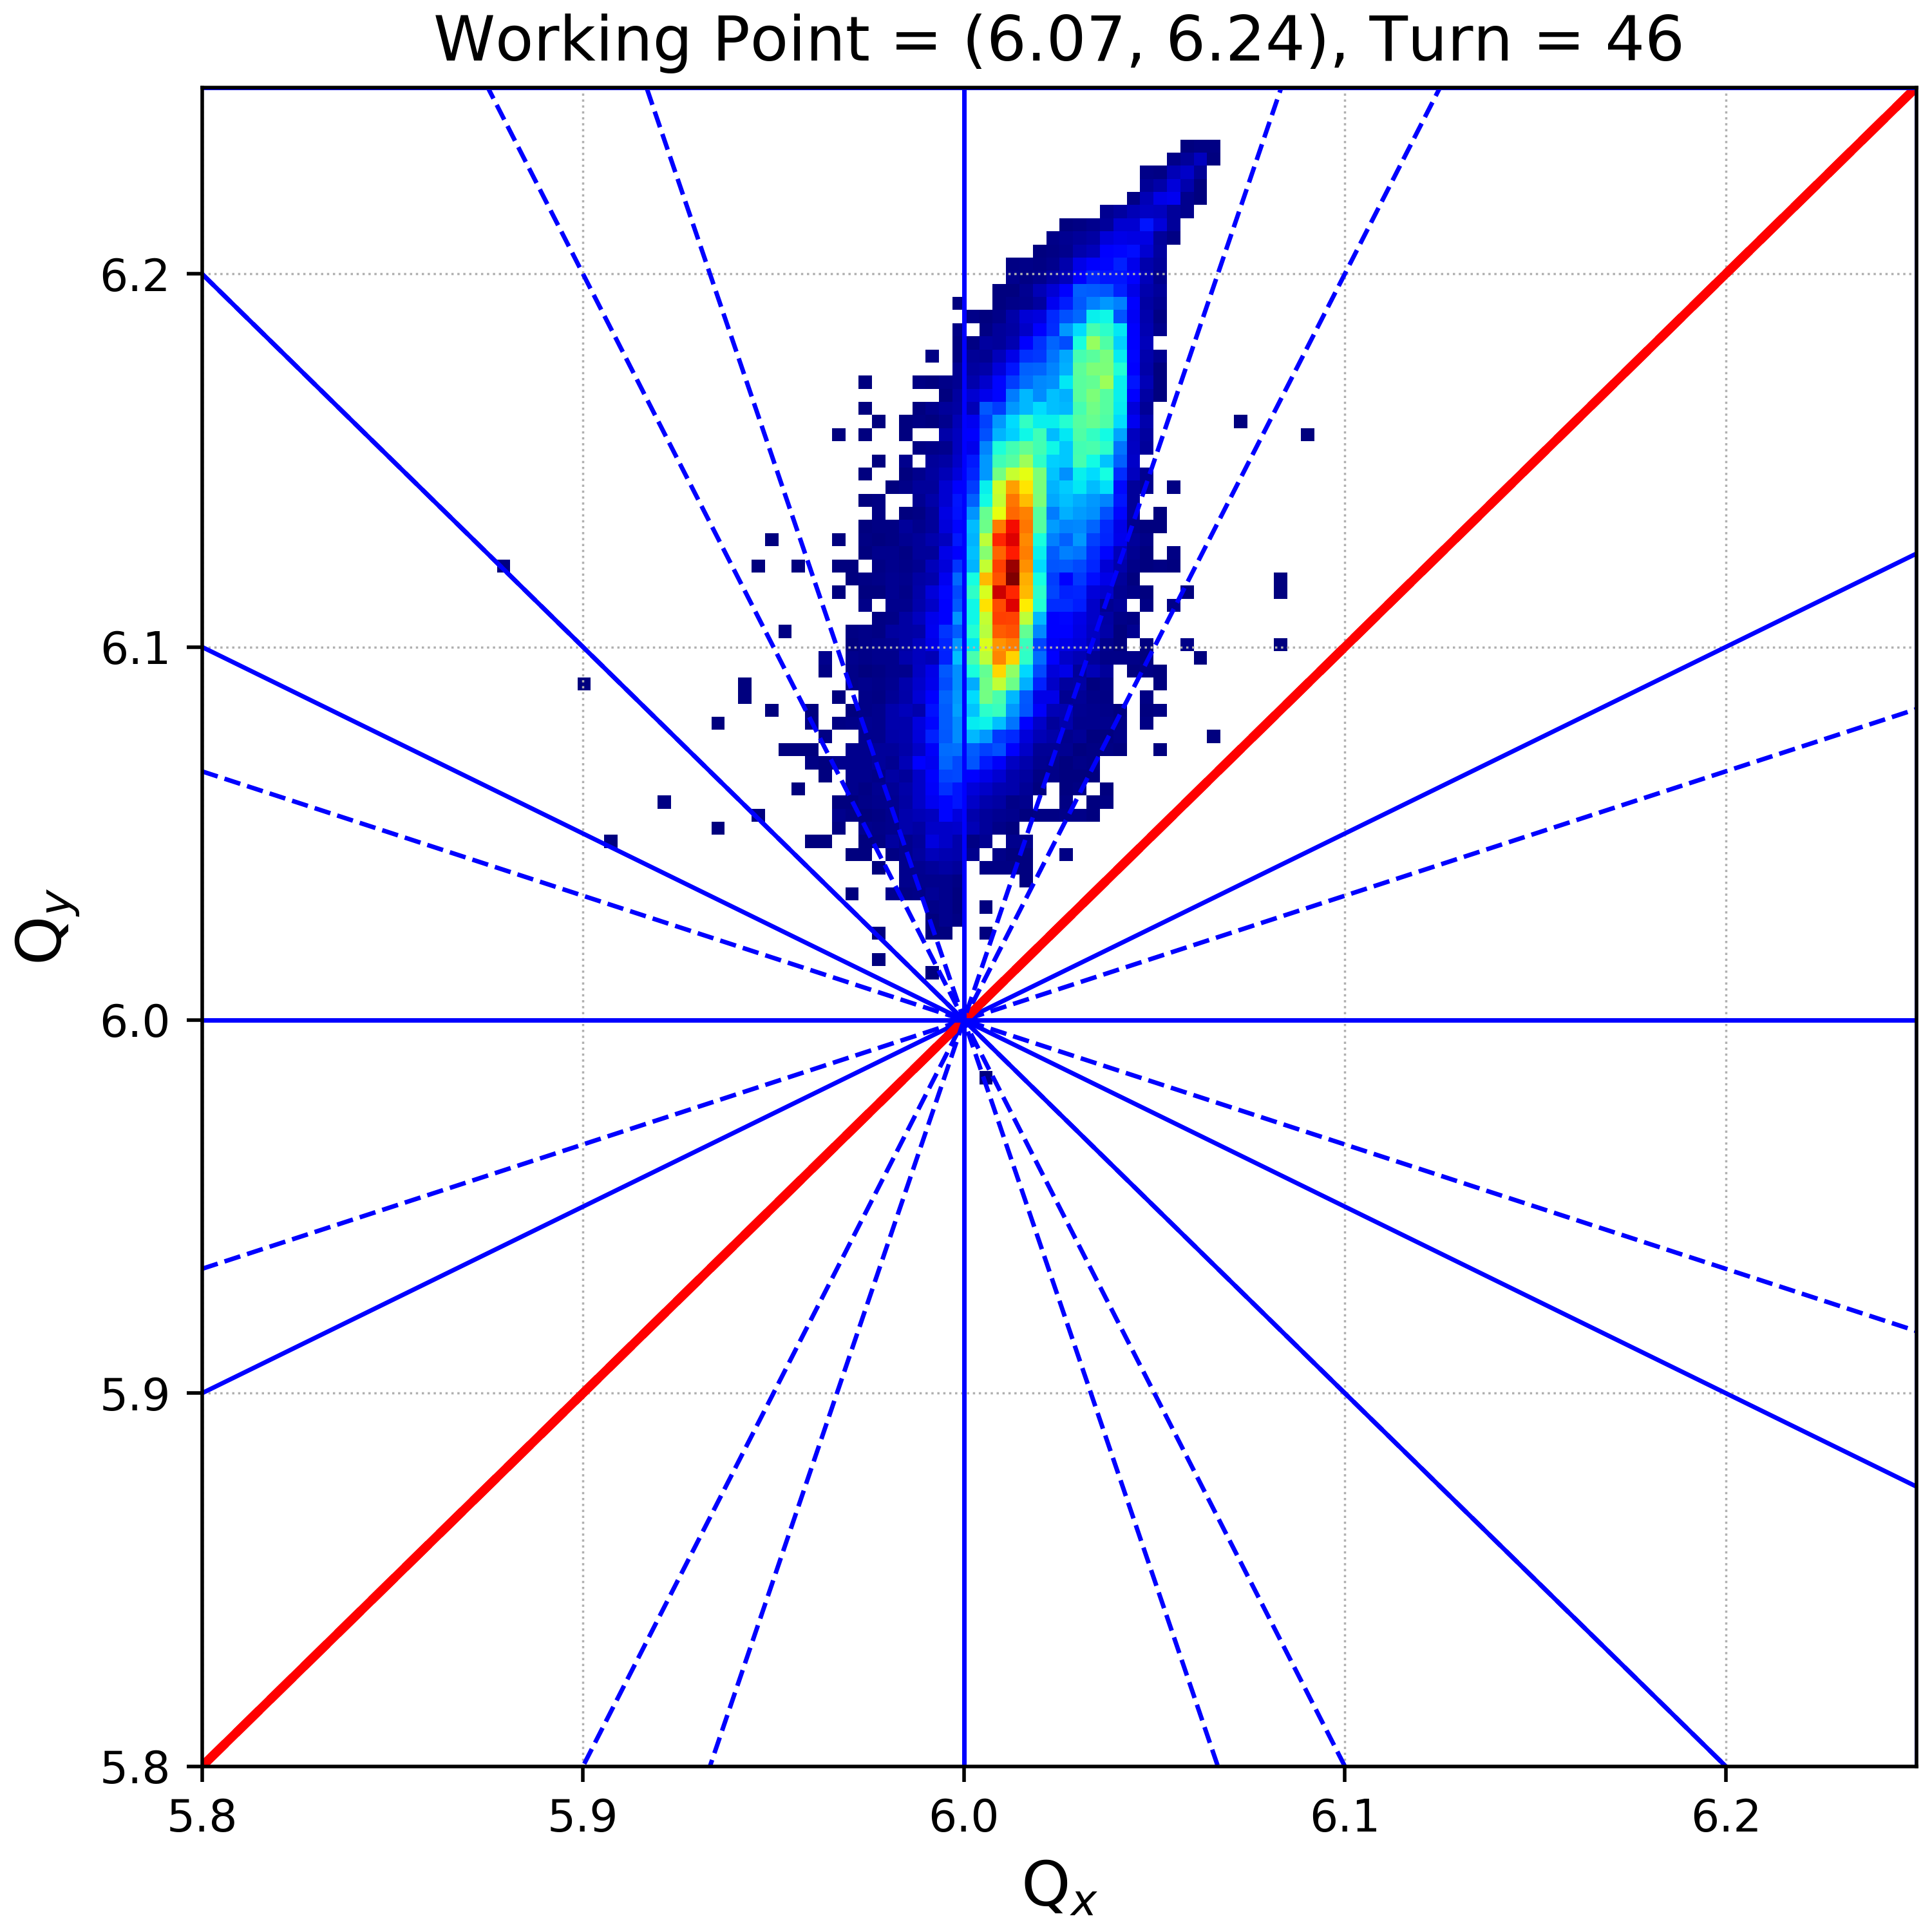 Working Point = (6.07, 6.24), Turn = 46
6.2
6.1
6.0
5.9
5.8
Qy
5.8 5.9 6.0 6.1 6.2
Qx